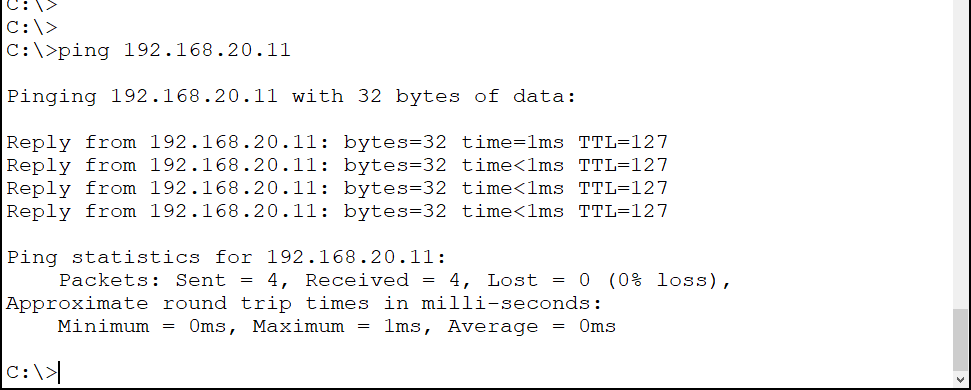 C:\>
C:\>
C:\>ping 192.168.20.11
Pinging 192.168.20.11 with 32 bytes of data:
Reply from 192.168.20.11: bytes=32 time=1ms TTL=127
Reply from 192.168.20.11: bytes=32 time<1ms TTL=127
Reply from 192.168.20.11: bytes=32 time<1ms TTL=127
Reply from 192.168.20.11: bytes=32 time<1ms TTL=127
Ping statistics for 192.168.20.11:
    Packets: Sent = 4, Received = 4, Lost = 0 (0% loss),
Approximate round trip times in milli-seconds:
    Minimum = 0ms, Maximum = 1ms, Average = 0ms
C:\>